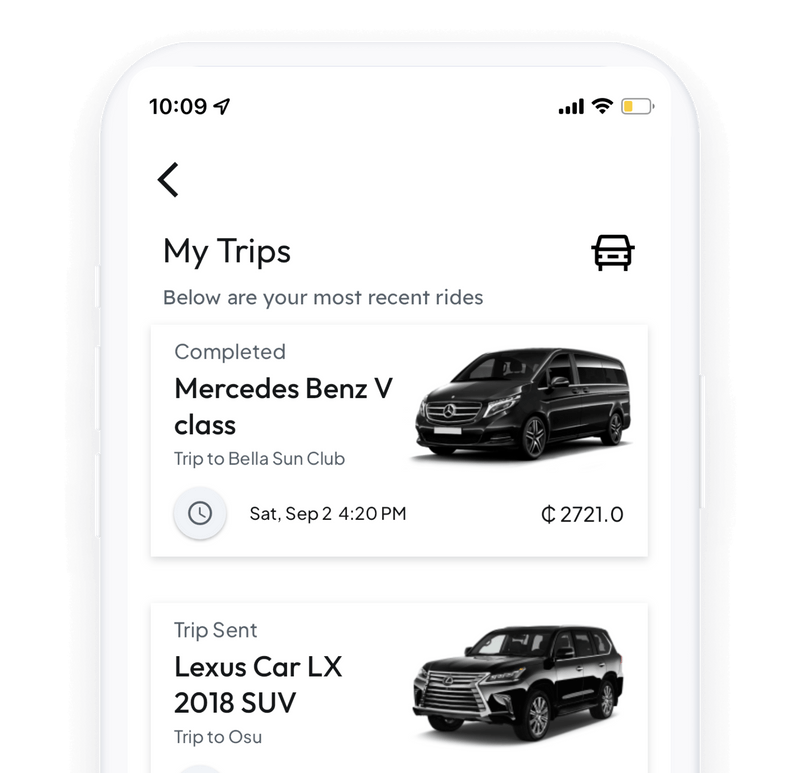 10:09
My Trips
Below are your most recent rides
Completed
Mercedes Benz V
class
Trip to Bella Sun Club
Sat, Sep 2 4:20 PM
₵ 2721.0
Trip Sent
Lexus Car LX
2018 SUV
Trip to Osu